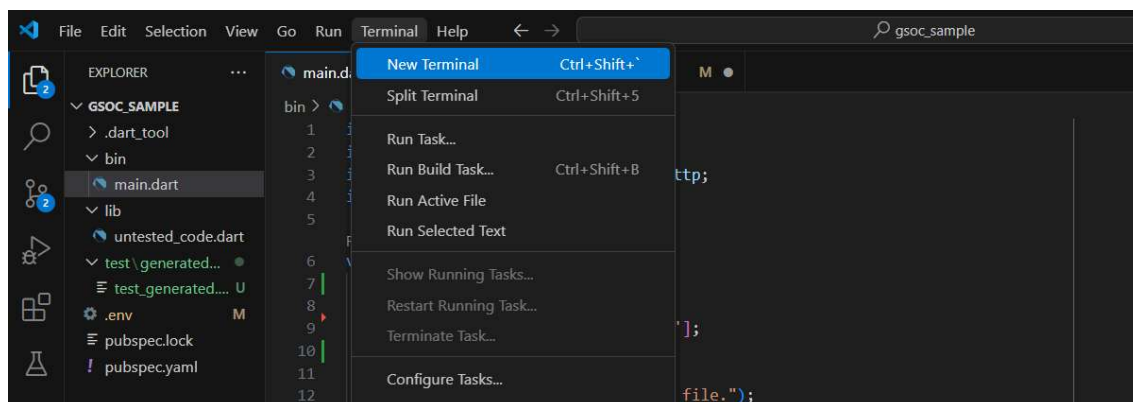 File Edit Selection View Go Run Terminal Help gsoc_sample
EXPLORER ...
GSOC_SAMPLE
.dart_tool
bin
main.dart
lib
untested_code.dart
test\generated...
test_generated.... U
.env M
pubspec.lock
! pubspec.yaml
2
2
main.d M
bin >
New Terminal Ctrl+Shift+`
Split Terminal Ctrl+Shift+5
Run Task...
Run Build Task... Ctrl+Shift+B
Run Active File
Run Selected Text
Show Running Tasks...
Restart Running Task...
Terminate Task...
Configure Tasks...
1
2
3 ttp;
4
5
6
7
8
9 '];
10
11
12 file.");